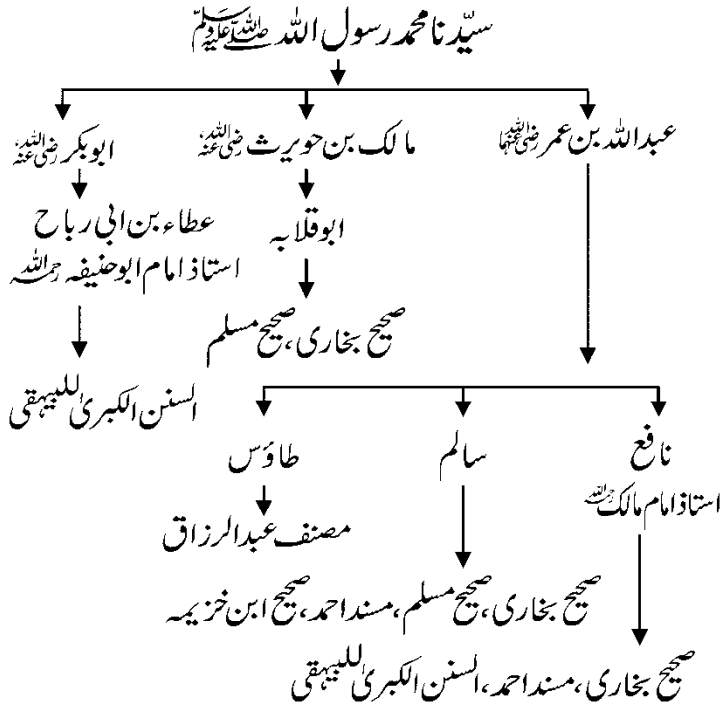 سیّدنا محمد رسول اللہ ﷺ
عبداللہ بن عمر رضی اللہ عنہما
مالک بن حویرث رضی اللہ عنہ
ابوبکر رضی اللہ عنہ
ابوقلابہ
عطاء بن ابی رباح
استاذ امام ابوحنیفہ رحمہ اللہ
صحیح بخاری، صحیح مسلم
السنن الکبریٰ للبیہقی
نافع
سالم
طاؤس
استاذ امام مالک رحمہ اللہ
مصنف عبدالرزاق
صحیح بخاری، صحیح مسلم، مسند احمد، صحیح ابن خزیمہ
صحیح بخاری، مسند احمد، السنن الکبریٰ للبیہقی